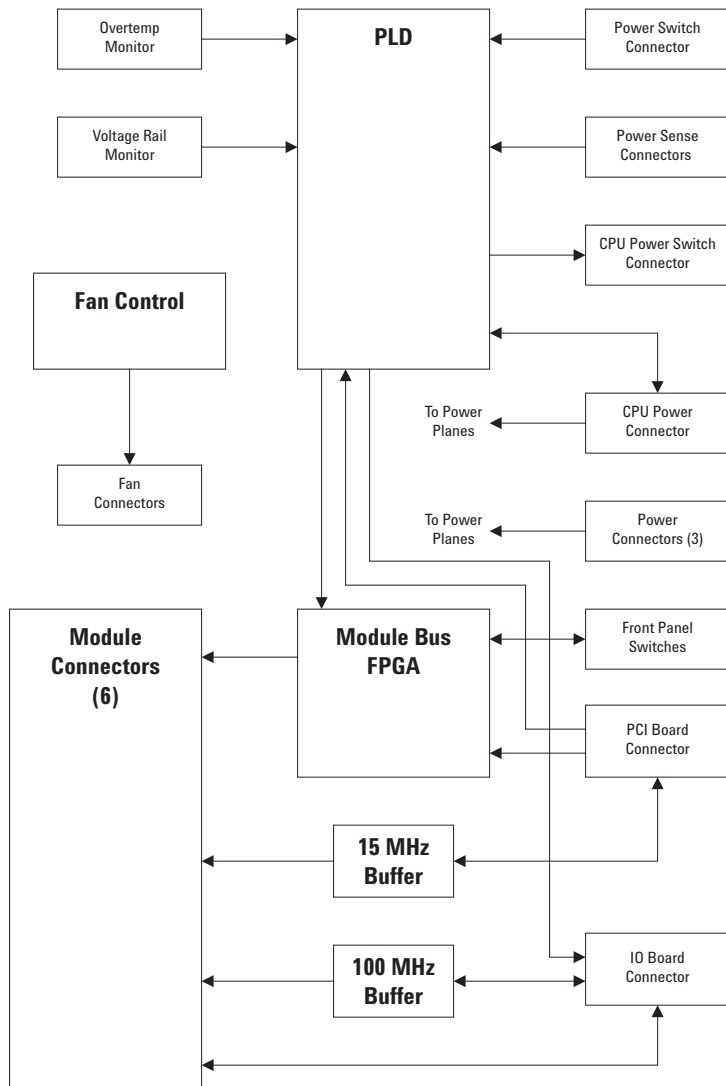 Overtemp
Monitor
PLD
Power Switch
Connector
Voltage Rail
Monitor
Power Sense
Connectors
CPU Power Switch
Connector
Fan Control
To Power
Planes
CPU Power
Connector
Fan
Connectors
To Power
Planes
Power
Connectors (3)
Module
Connectors
(6)
Module Bus
FPGA
Front Panel
Switches
PCI Board
Connector
15 MHz
Buffer
100 MHz
Buffer
IO Board
Connector